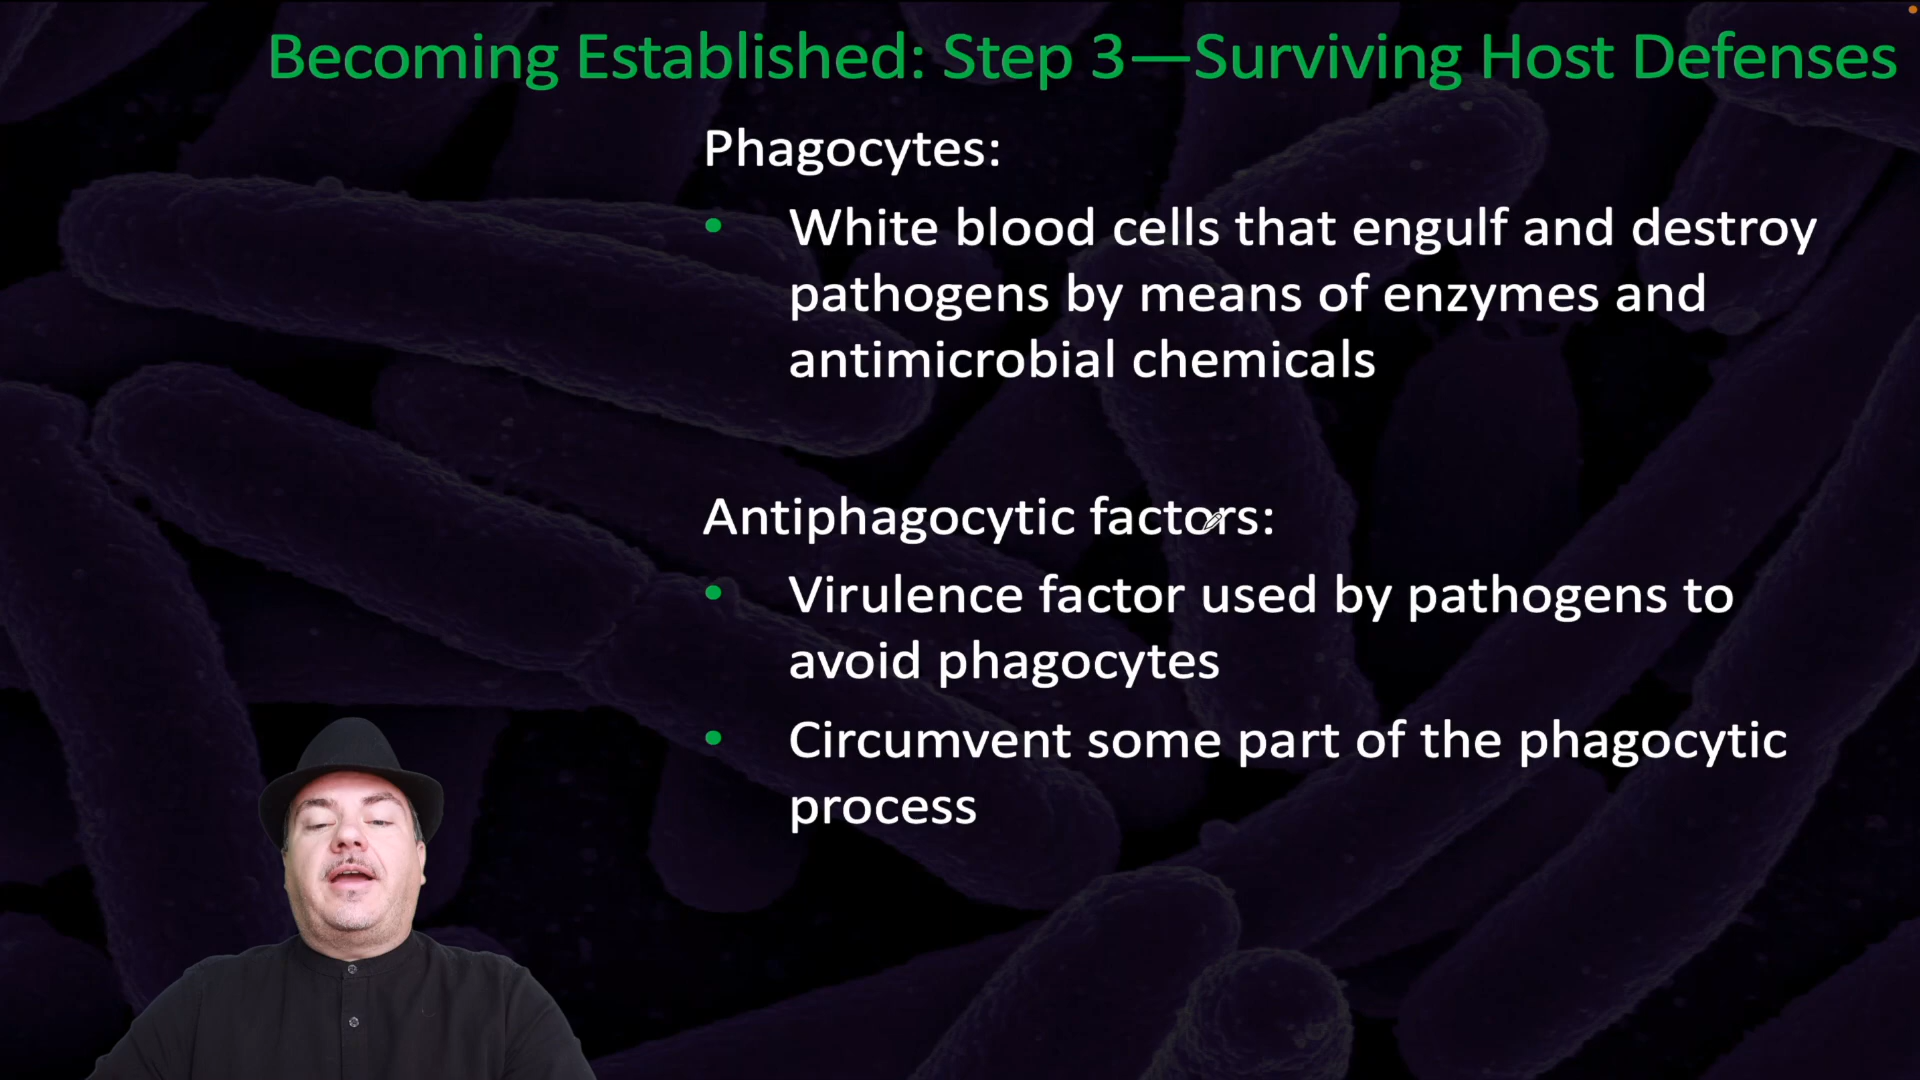 Becoming Established: Step 3—Surviving Host Defenses
Phagocytes:
• White blood cells that engulf and destroy
pathogens by means of enzymes and
antimicrobial chemicals
Antiphagocytic factors:
• Virulence factor used by pathogens to
avoid phagocytes
• Circumvent some part of the phagocytic
process